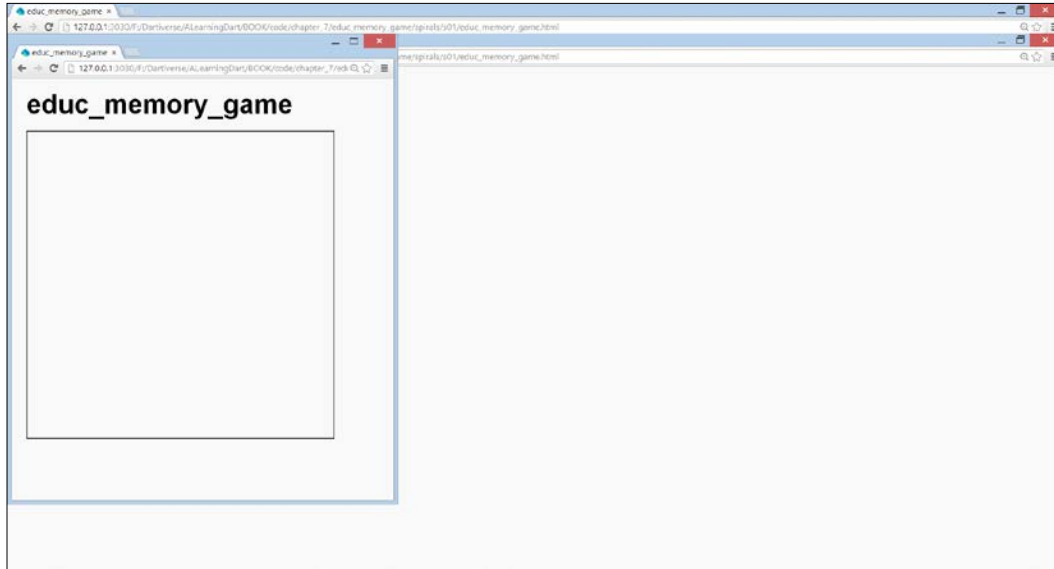 educ_memory_game
127.0.0.1:3030/F:/Dartiverse/ALearningDart/BOOK/code/chapter_7/educ_memory_game/spirals/s01/educ_memory_game.html
educ_memory_game
127.0.0.1:3030/F:/Dartiverse/ALearningDart/BOOK/code/chapter_7/edu
ame/spirals/s01/educ_memory_game.html
educ_memory_game